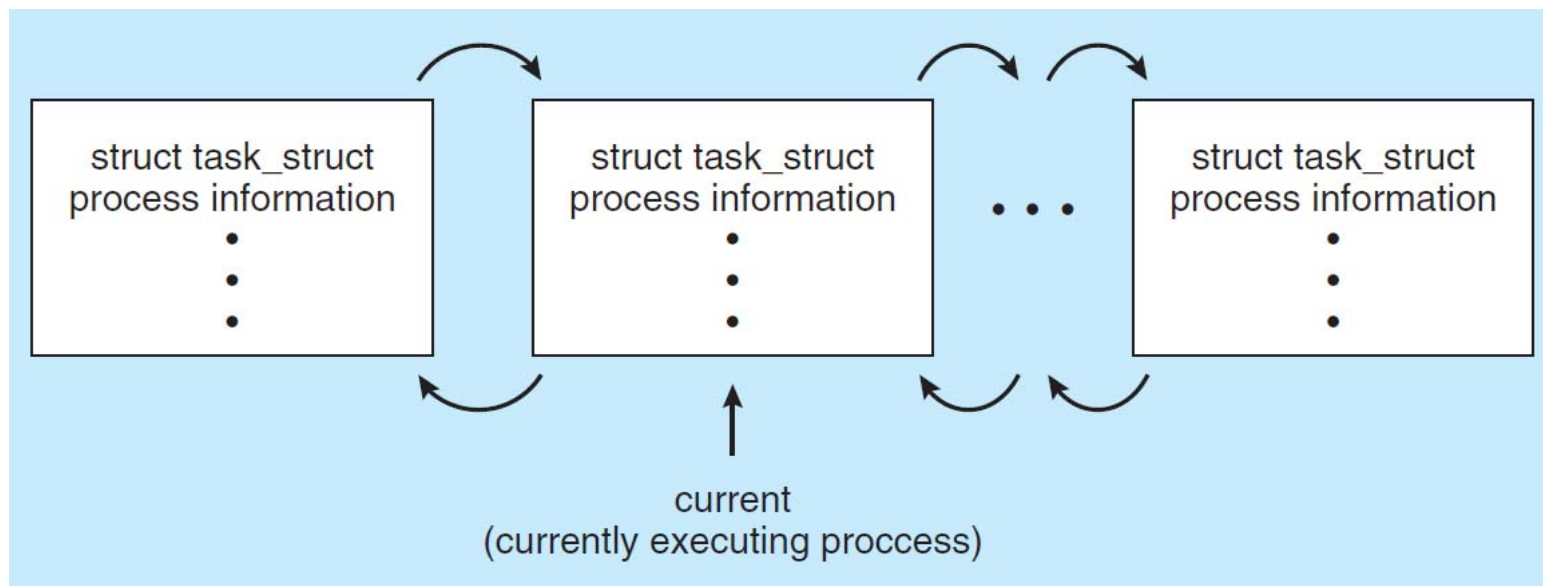 struct task_struct
process information
•
•
•
struct task_struct
process information
•
•
•
• • •
struct task_struct
process information
•
•
•
current
(currently executing proccess)